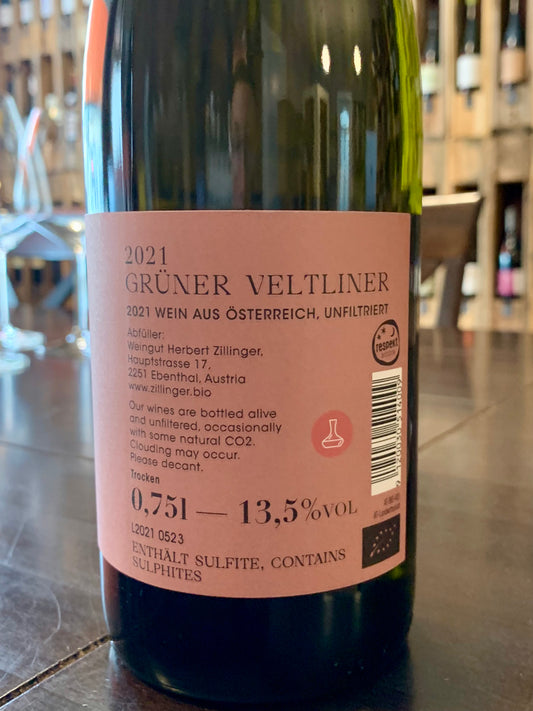 2021
GRÜNER VELTLINER
2021 WEIN AUS ÖSTERREICH, UNFILTRIERT
Abfüller:
Weingut Herbert Zillinger,
Hauptstrasse 17,
2251 Ebenthal, Austria
www.zillinger.bio
respekt
Our wines are bottled alive
and unfiltered, occasionally
with some natural CO2.
Clouding may occur.
Please decant.
Trocken
0,75l — 13,5%VOL
L2021 0523
ENTHÄLT SULFITE, CONTAINS
SULPHITES